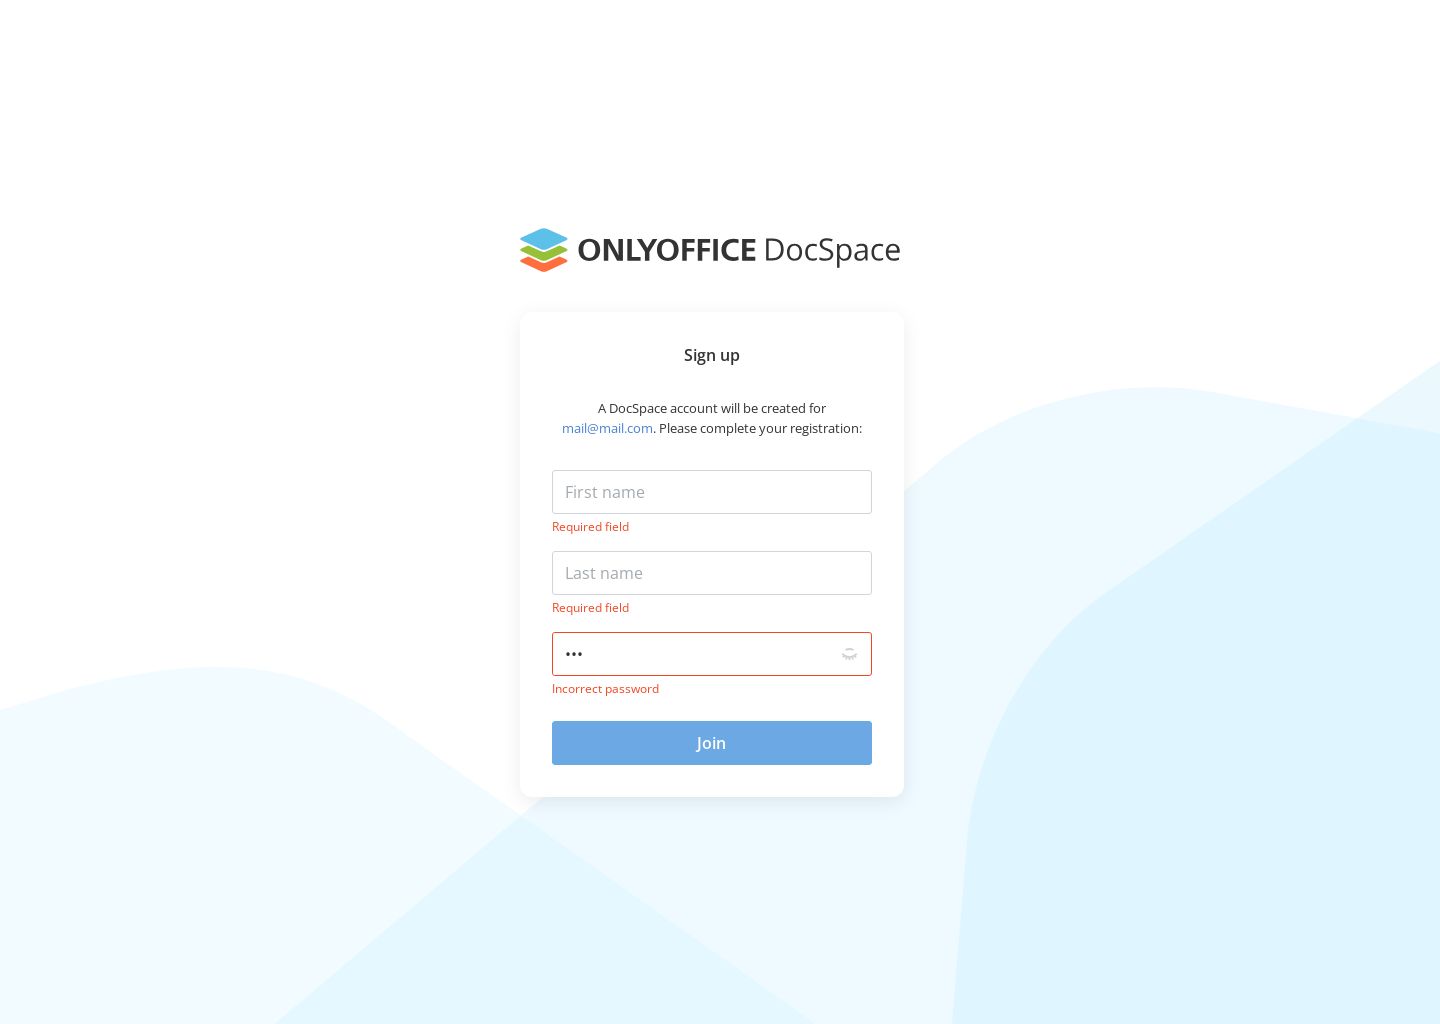 ONLYOFFICE DocSpace
Sign up
A DocSpace account will be created for
mail@mail.com. Please complete your registration:
First name
Required field
Last name
Required field
•••
Incorrect password
Join